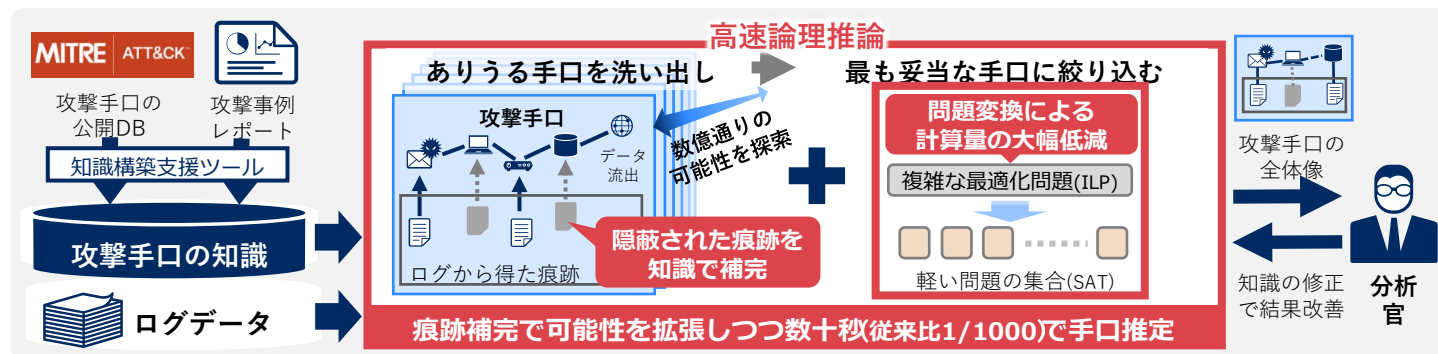 MITRE ATT&CK™
攻撃手口の
公開DB
攻撃事例
レポート
知識構築支援ツール
攻撃手口の知識
ログデータ
高速論理推論
ありうる手口を洗い出し
最も妥当な手口に絞り込む
攻撃手口
データ
流出
数億通りの
可能性を探索
ログから得た痕跡
隠蔽された痕跡を
知識で補完
問題変換による
計算量の大幅低減
複雑な最適化問題(ILP)
軽い問題の集合(SAT)
痕跡補完で可能性を拡張しつつ数十秒(従来比1/1000)で手口推定
攻撃手口の
全体像
知識の修正
で結果改善
分析
官